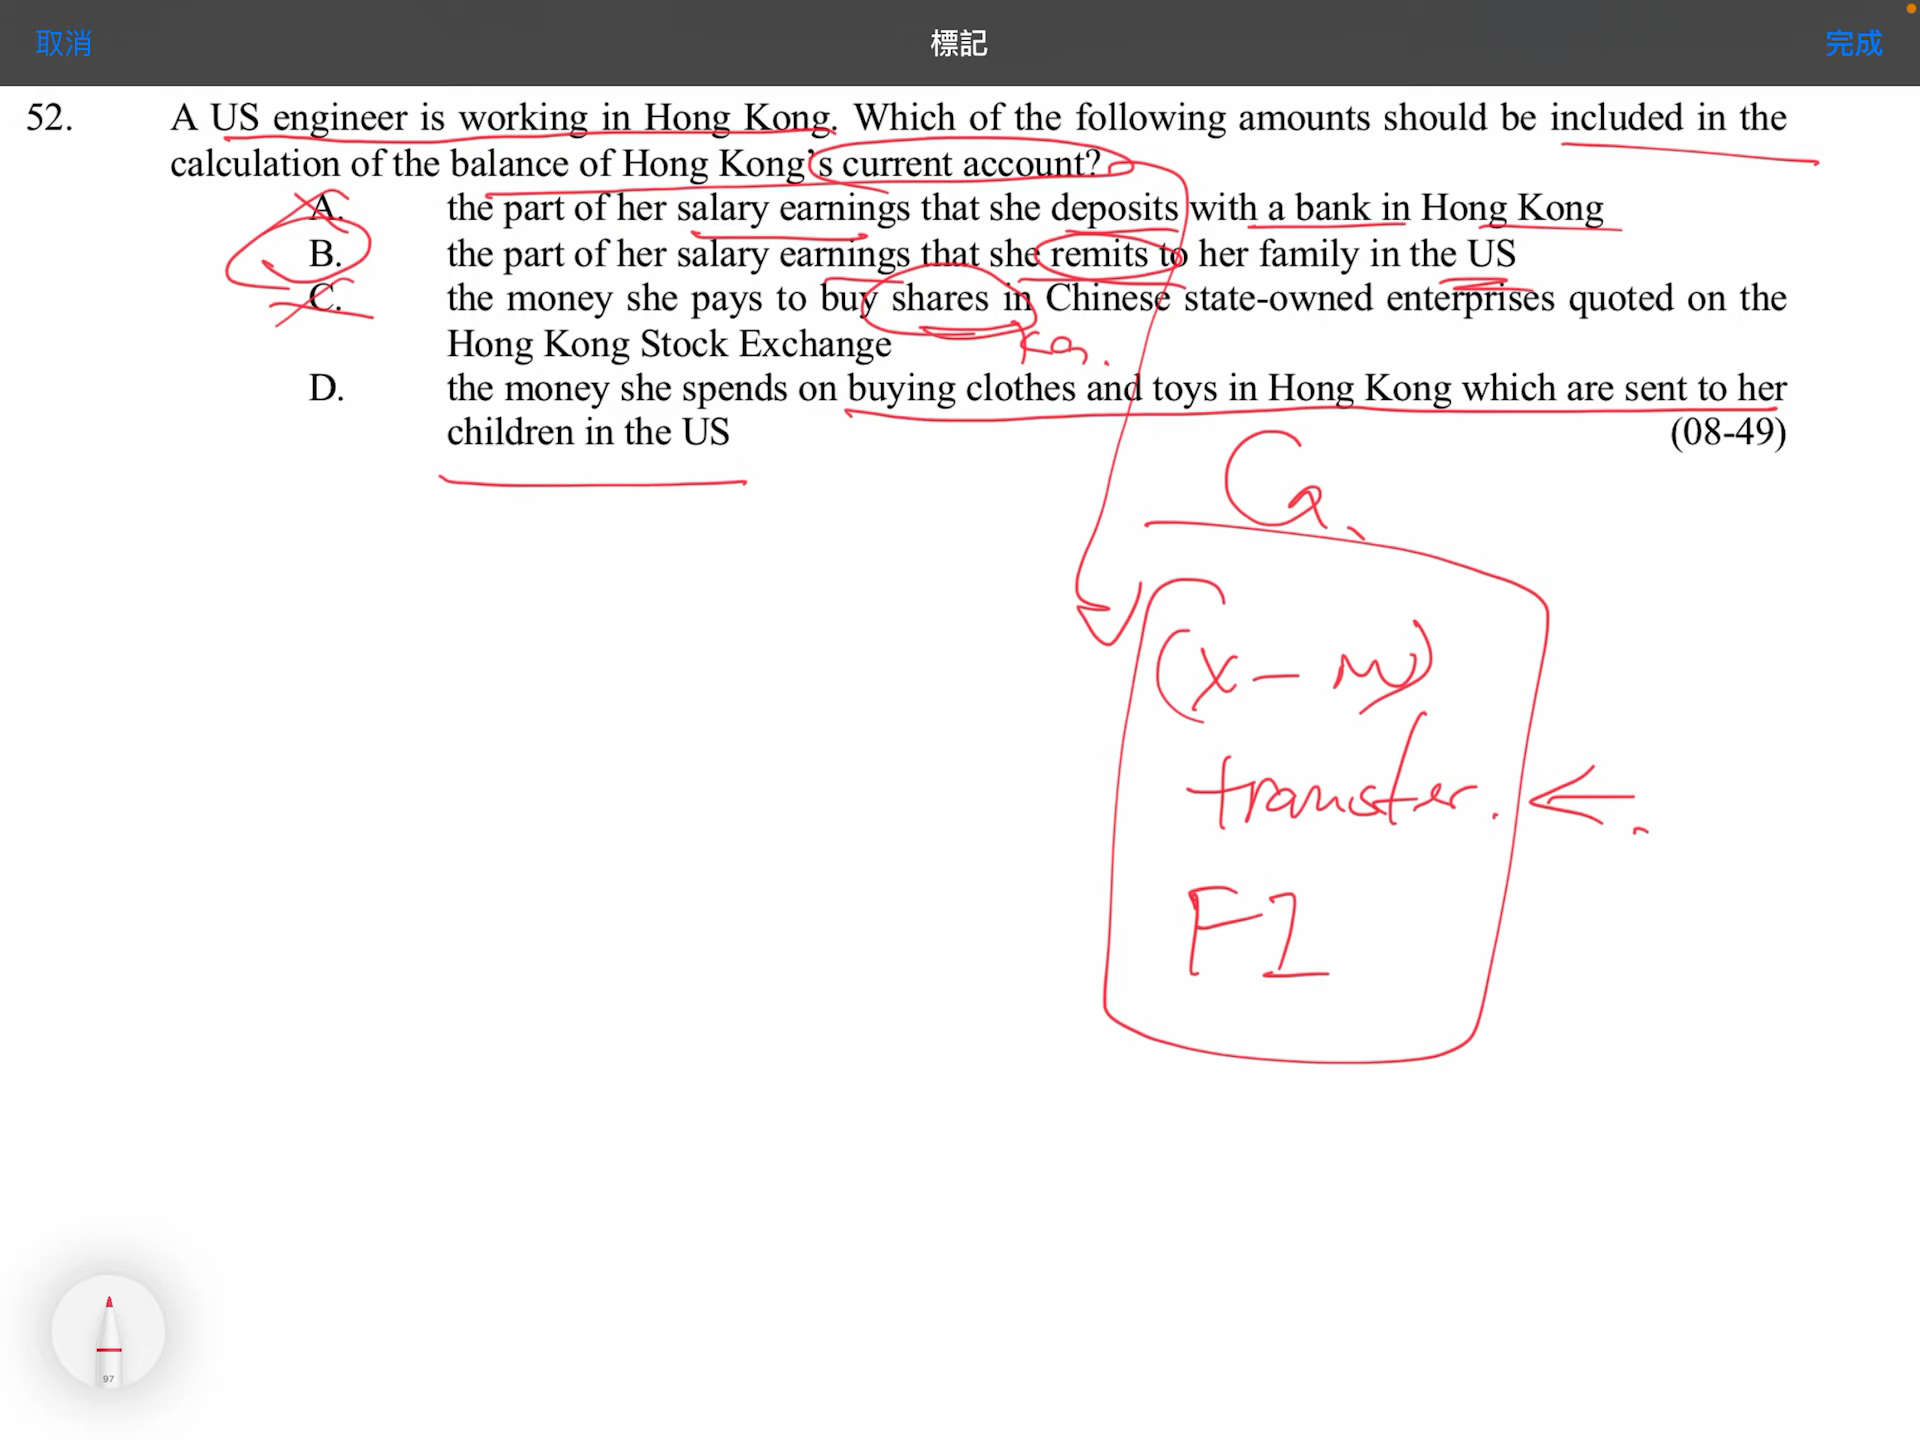 取消 標記 完成
52. A US engineer is working in Hong Kong. Which of the following amounts should be included in the
calculation of the balance of Hong Kong's current account?
A. the part of her salary earnings that she deposits with a bank in Hong Kong
B. the part of her salary earnings that she remits to her family in the US
C. the money she pays to buy shares in Chinese state-owned enterprises quoted on the
Hong Kong Stock Exchange
D. the money she spends on buying clothes and toys in Hong Kong which are sent to her
children in the US (08-49)
Ca.
(X - M)
transfer.
FI
97